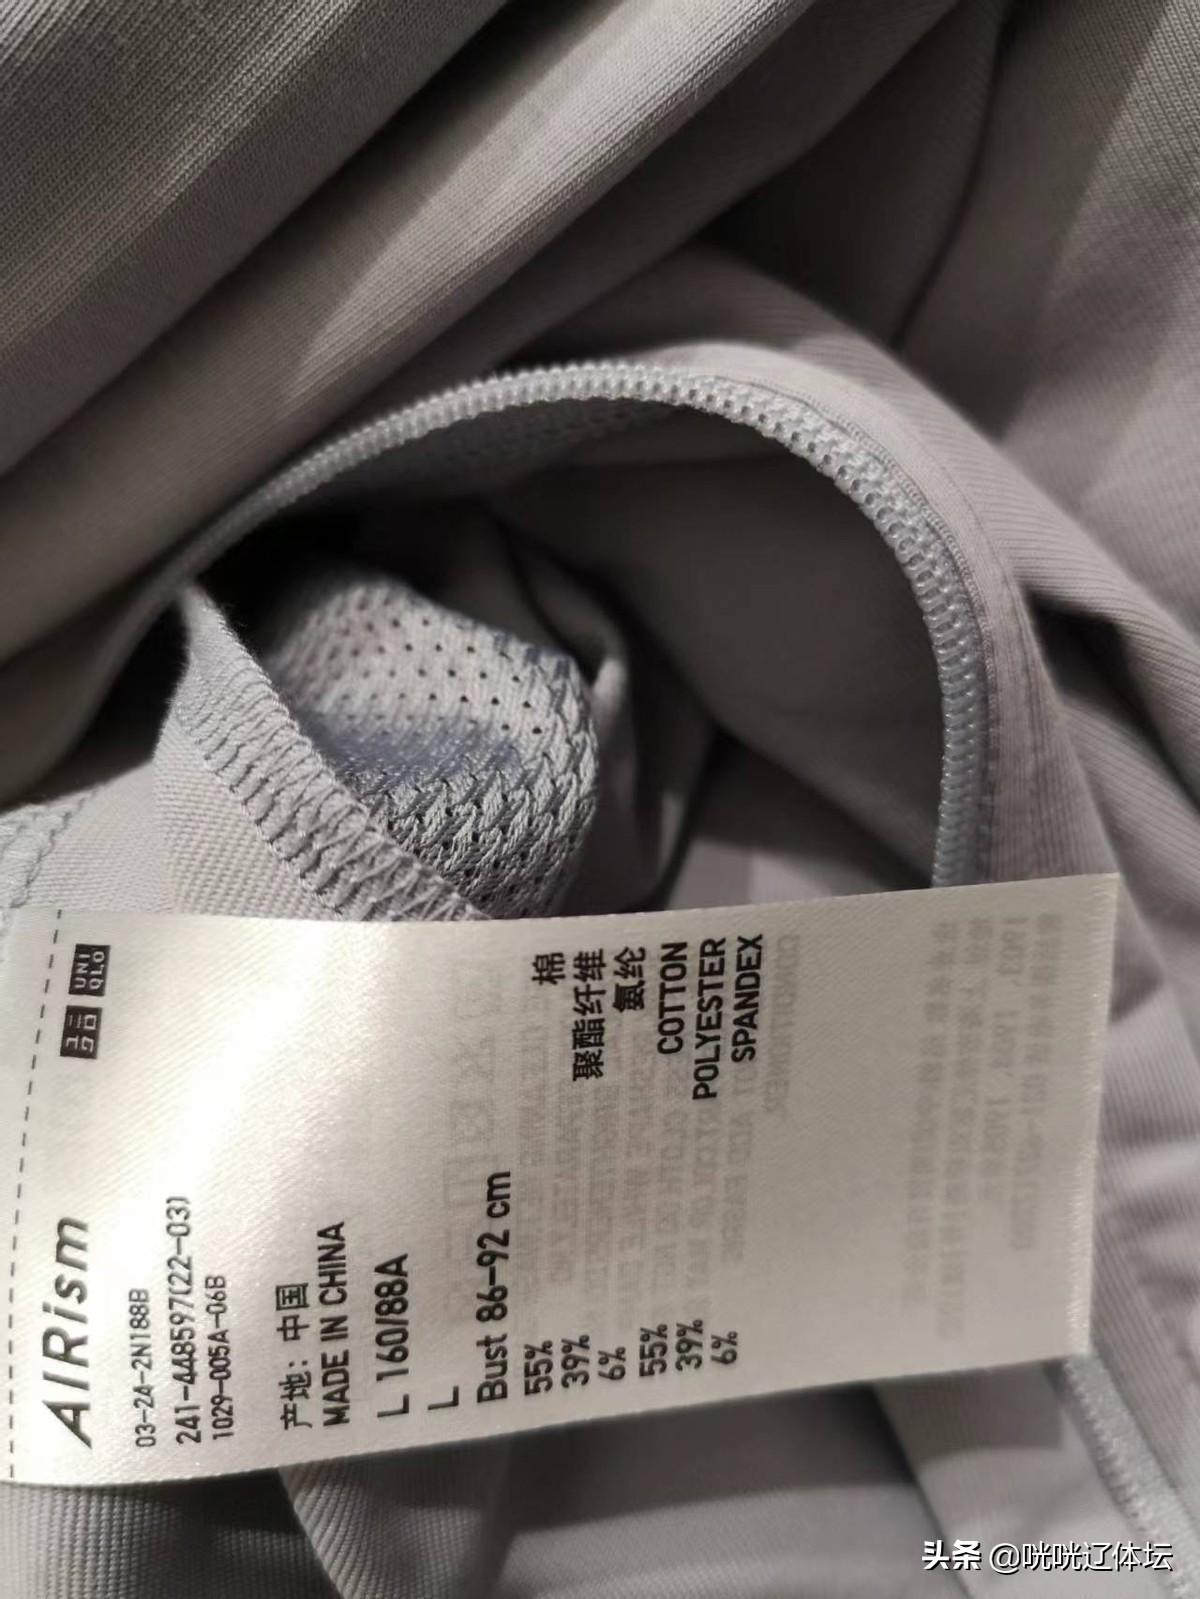 ユニクロ
UNIQLO
AIRism
03-24-2N188B
241-448597(22-03)
1029-005A-06B
产地：中国
MADE IN CHINA
L 160/88A
L
Bust 86-92 cm
55% 棉
39% 聚酯纤维
6% 氨纶
55% COTTON
39% POLYESTER
6% SPANDEX
头条 @咣咣辽体坛